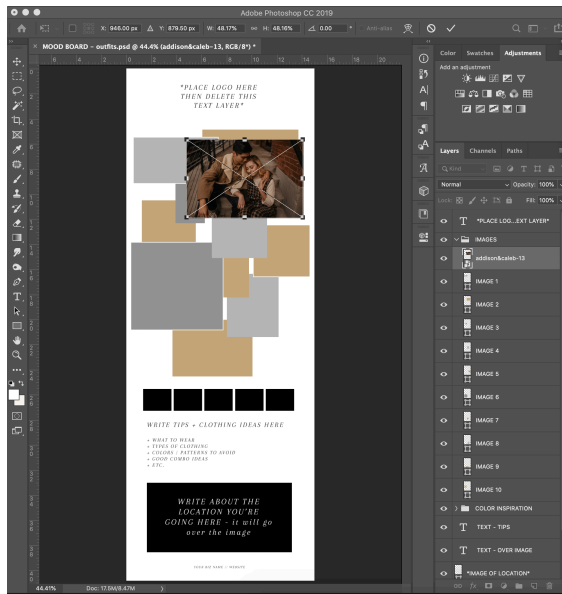 Adobe Photoshop CC 2019
X: 946.00 px
Y: 879.50 px
W: 48.17%
H: 48.16%
0.00
Anti-alias
× MOOD BOARD – outfits.psd @ 44.4% (addison&caleb-13, RGB/8*) *
*PLACE LOGO HERE
THEN DELETE THIS
TEXT LAYER*
WRITE TIPS + CLOTHING IDEAS HERE
+ WHAT TO WEAR
+ TYPES OF CLOTHING
+ COLORS / PATTERNS TO AVOID
+ GOOD COMBO IDEAS
+ ETC.
WRITE ABOUT THE
LOCATION YOU'RE
GOING HERE - it will go
over the image
YOUR BIZ NAME // WEBSITE
44.41%
Doc: 17.5M/8.47M
Color
Swatches
Adjustments
Add an adjustment
Layers
Channels
Paths
Kind
Normal
Opacity: 100%
Lock:
Fill: 100%
*PLACE LOG...EXT LAYER*
IMAGES
addison&caleb-13
IMAGE 1
IMAGE 2
IMAGE 3
IMAGE 4
IMAGE 5
IMAGE 6
IMAGE 7
IMAGE 8
IMAGE 9
IMAGE 10
COLOR INSPIRATION
TEXT - TIPS
TEXT - OVER IMAGE
*IMAGE OF LOCATION*